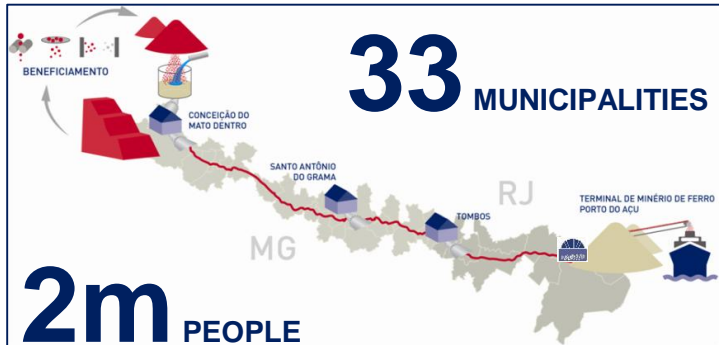 33 MUNICIPALITIES
BENEFICIAMENTO
CONCEIÇÃO DO
MATO DENTRO
SANTO ANTÔNIO
DO GRAMA
RJ
TERMINAL DE MINÉRIO DE FERRO
PORTO DO AÇU
TOMBOS
MG
2m PEOPLE